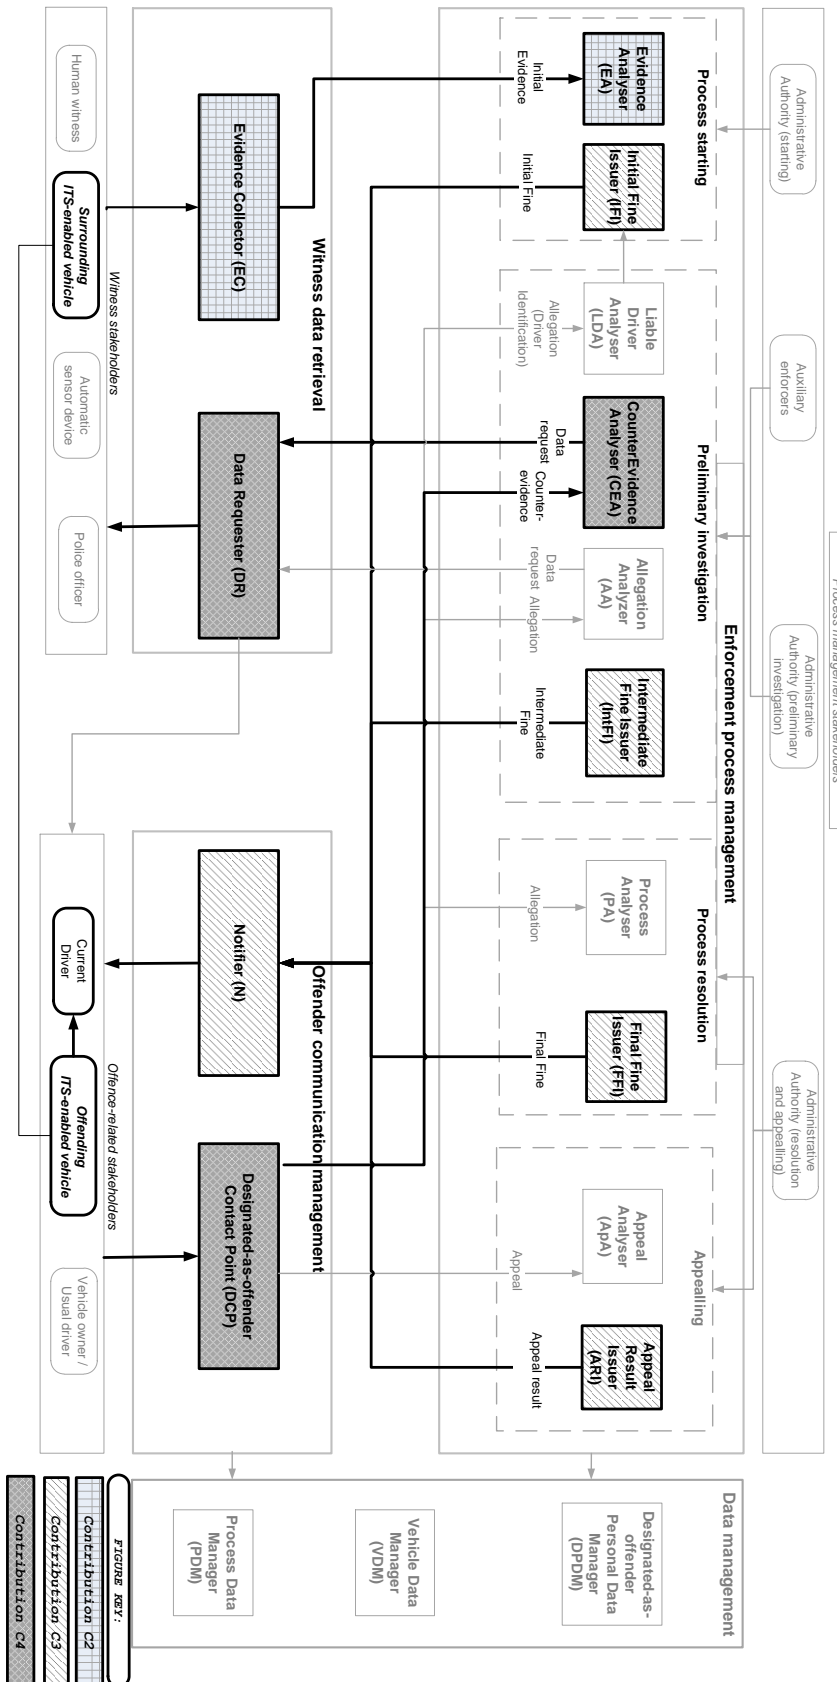 Process management stakeholders
Administrative
Authority (starting)
Auxiliary
enforcers
Administrative
Authority (preliminary
investigation)
Administrative
Authority (resolution
and appealling)
Enforcement process management
Process starting
Preliminary investigation
Process resolution
Appealling
Evidence
Analyser
(EA)
Initial Fine
Issuer (IFI)
Liable
Driver
Analyser
(LDA)
CounterEvidence
Analyser (CEA)
Allegation
Analyzer
(AA)
Intermediate
Fine Issuer
(IntFI)
Process
Analyser
(PA)
Final Fine
Issuer (FFI)
Appeal
Analyser
(ApA)
Appeal
Result
Issuer
(ARI)
Initial
Evidence
Initial Fine
Allegation
(Driver
Identification)
Data
request
Counter-
evidence
Data
request
Allegation
Intermediate
Fine
Allegation
Final Fine
Appeal
Appeal result
Data management
Designated-as-
offender
Personal Data
Manager
(DPDM)
Vehicle Data
Manager
(VDM)
Process Data
Manager
(PDM)
Witness data retrieval
Evidence Collector (EC)
Data Requester (DR)
Offender communication management
Notifier (N)
Designated-as-offender
Contact Point (DCP)
Witness stakeholders
Human witness
Surrounding
ITS-enabled vehicle
Automatic
sensor device
Police officer
Offence-related stakeholders
Current
Driver
Offending
ITS-enabled vehicle
Vehicle owner /
Usual driver
FIGURE KEY:
Contribution C2
Contribution C3
Contribution C4